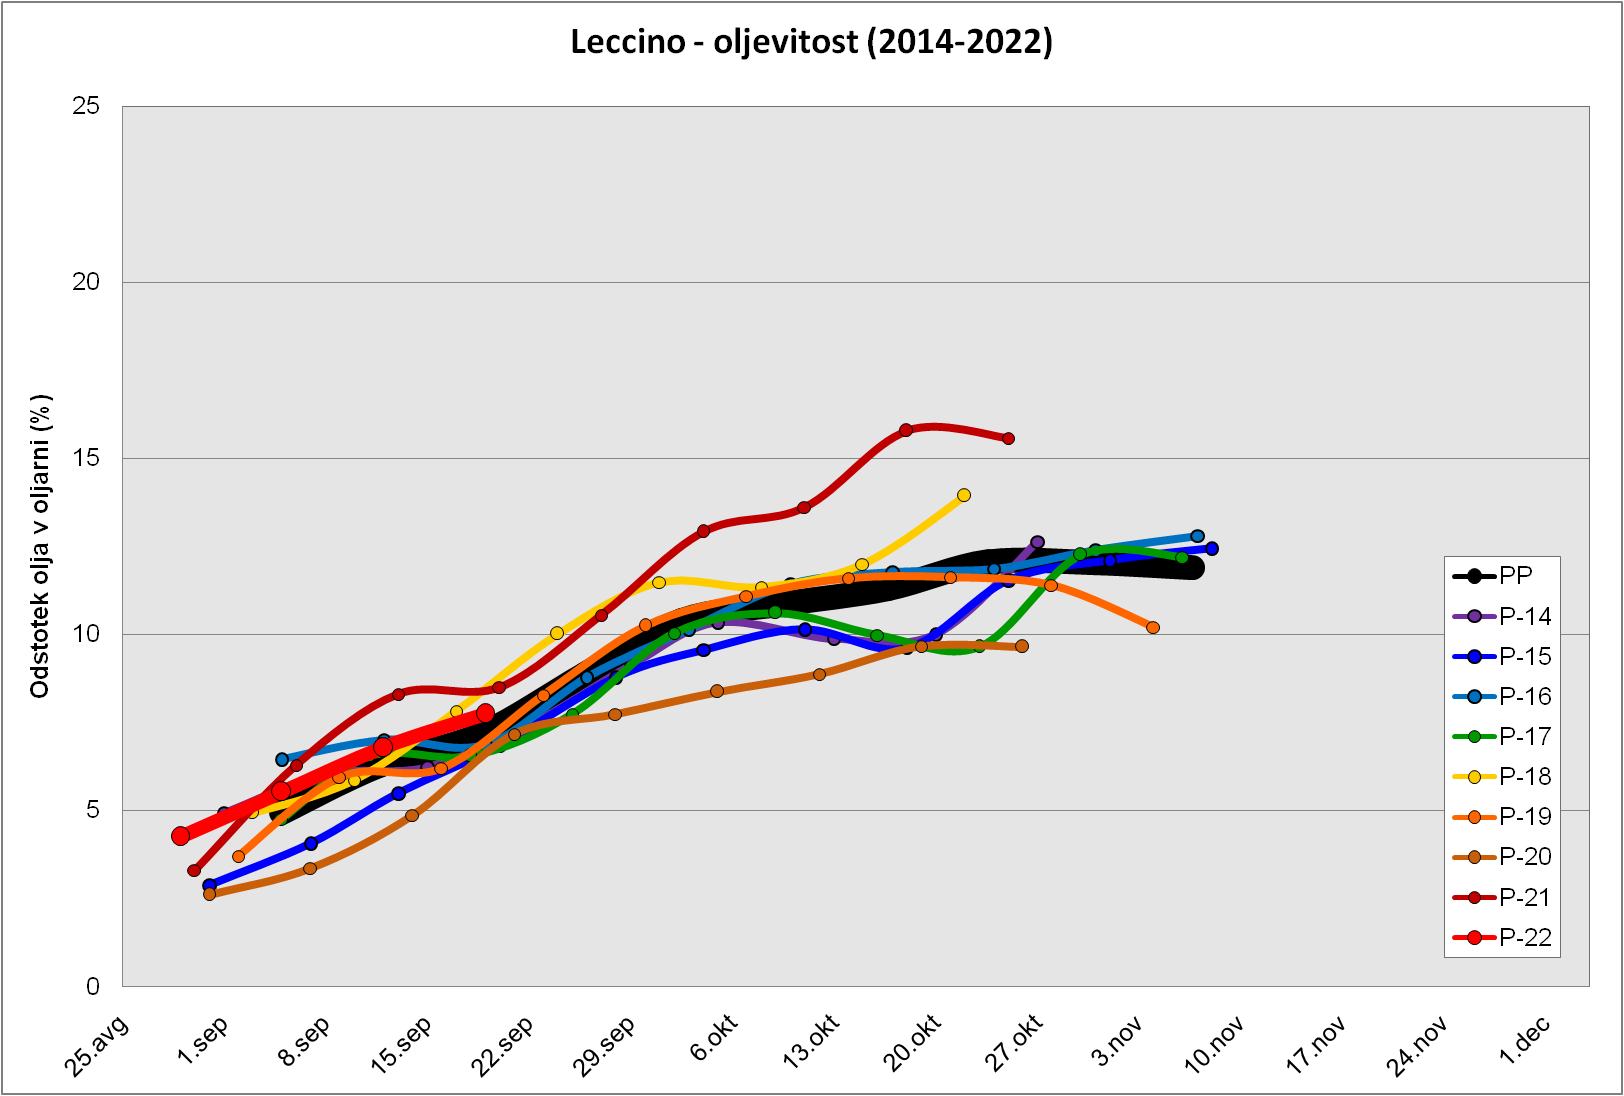 Leccino - oljevitost (2014-2022)
Odstotek olja v oljarni (%)
25
20
15
10
5
0
25.avg
1.sep
8.sep
15.sep
22.sep
29.sep
6.okt
13.okt
20.okt
27.okt
3.nov
10.nov
17.nov
24.nov
1.dec
PP
P-14
P-15
P-16
P-17
P-18
P-19
P-20
P-21
P-22